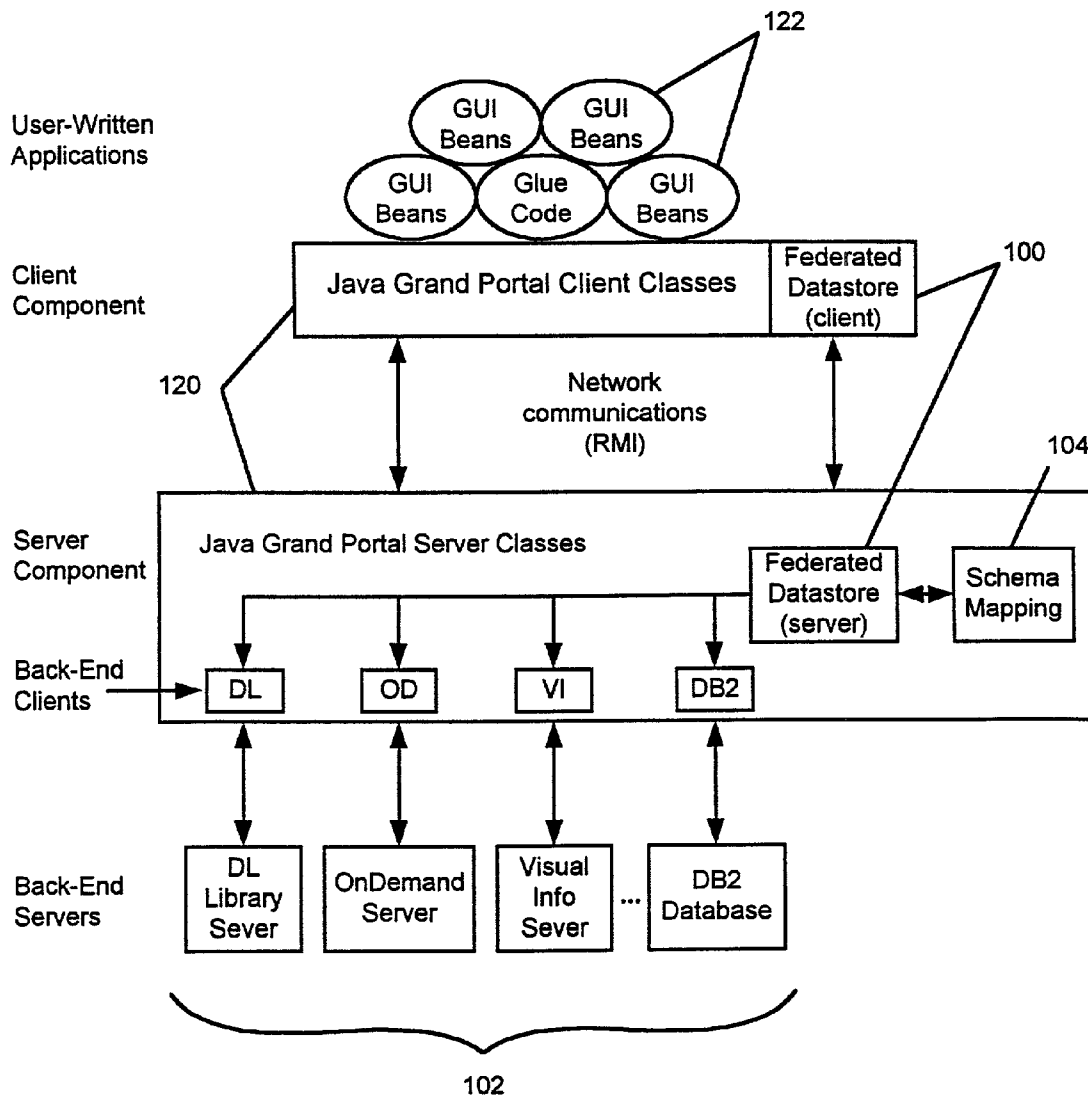 122
User-Written
Applications
GUI
Beans
GUI
Beans
GUI
Beans
Glue
Code
GUI
Beans
Client
Component
Java Grand Portal Client Classes
Federated
Datastore
(client)
100
120
Network
communications
(RMI)
104
Server
Component
Java Grand Portal Server Classes
Federated
Datastore
(server)
Schema
Mapping
Back-End
Clients
DL
OD
VI
DB2
Back-End
Servers
DL
Library
Sever
OnDemand
Server
Visual
Info
Sever
...
DB2
Database
102